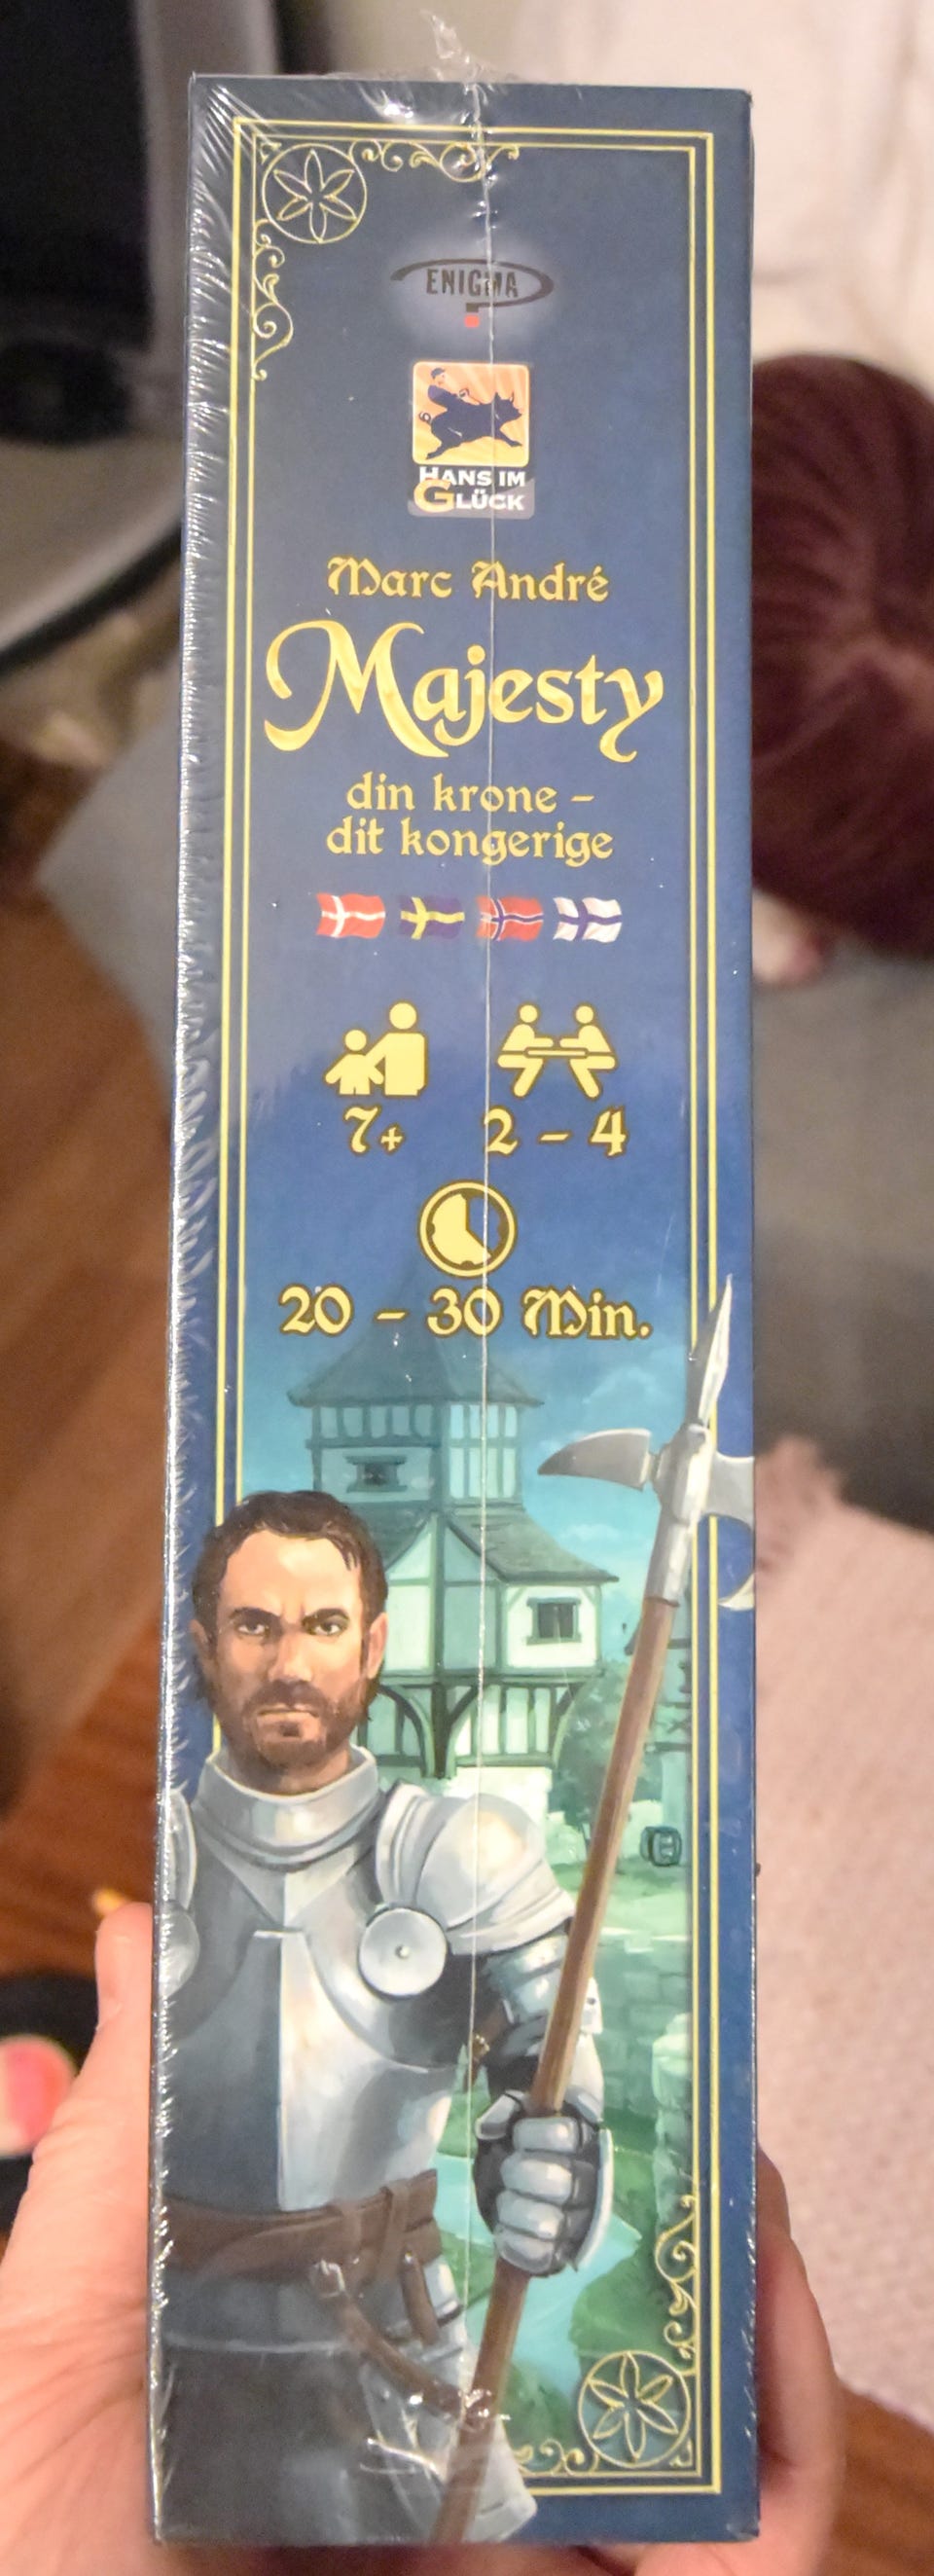 ENIGMA
HANS IM
GLÜCK
Marc André
Majesty
din krone –
dit kongerige
7+
2 – 4
20 – 30 Min.